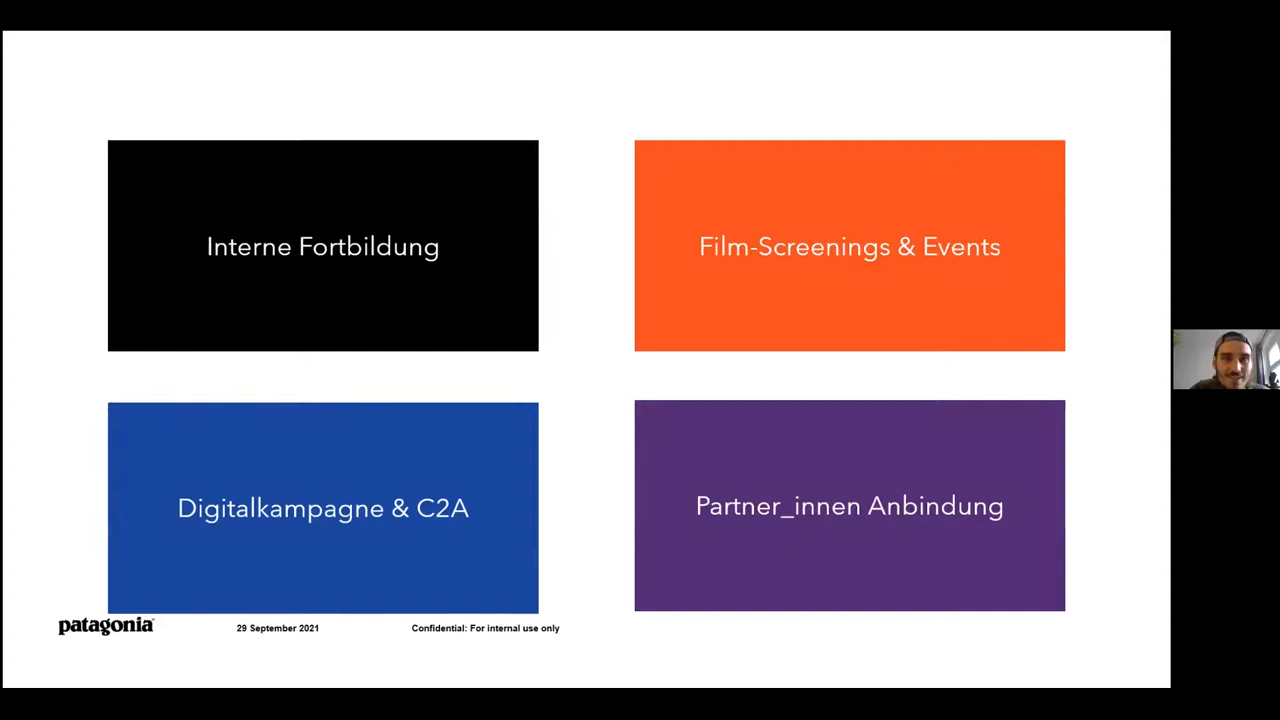 Interne Fortbildung
Film-Screenings & Events
Digitalkampagne & C2A
Partner_innen Anbindung
patagonia
29 September 2021
Confidential: For internal use only